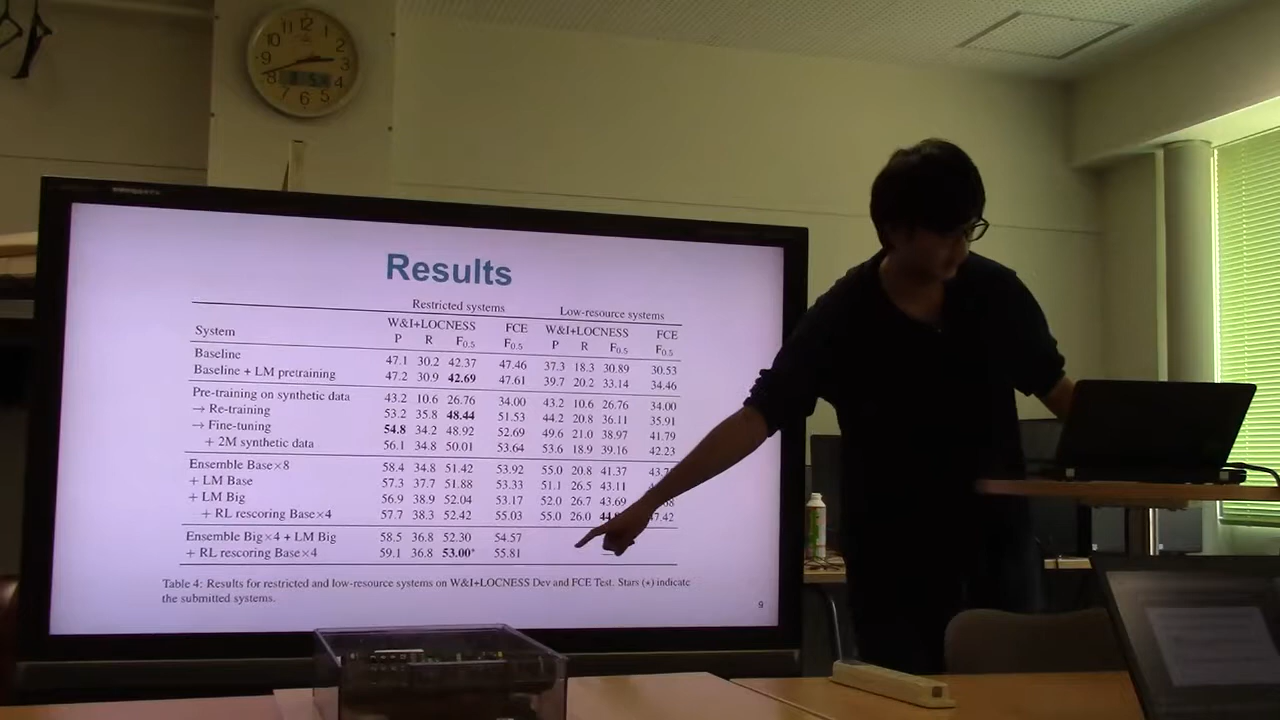 12
11 1
10 2
9 3
8 4
7 5
6
Results
Restricted systems Low-resource systems
System W&I+LOCNESS FCE W&I+LOCNESS FCE
P R F0.5 F0.5 P R F0.5 F0.5
Baseline 47.1 30.2 42.37 47.46 37.3 18.3 30.89 30.53
Baseline + LM pretraining 47.2 30.9 42.69 47.61 39.7 20.2 33.14 34.46
Pre-training on synthetic data 43.2 10.6 26.76 34.00 43.2 10.6 26.76 34.00
→ Re-training 53.2 35.8 48.44 51.53 44.2 20.8 36.11 35.91
→ Fine-tuning 54.8 34.2 48.92 52.69 49.6 21.0 38.97 41.79
+ 2M synthetic data 56.1 34.8 50.01 53.64 53.6 18.9 39.16 42.23
Ensemble Base×8 58.4 34.8 51.42 53.92 55.0 20.8 41.37
+ LM Base 57.3 37.7 51.88 53.33 51.1 26.5 43.11
+ LM Big 56.9 38.9 52.04 53.17 52.0 26.7 43.69
+ RL rescoring Base×4 57.7 38.3 52.42 55.03 55.0 26.0
Ensemble Big×4 + LM Big 58.5 36.8 52.30 54.57
+ RL rescoring Base×4 59.1 36.8 53.00* 55.81
Table 4: Results for restricted and low-resource systems on W&I+LOCNESS Dev and FCE Test. Stars (⋆) indicate
the submitted systems.
9